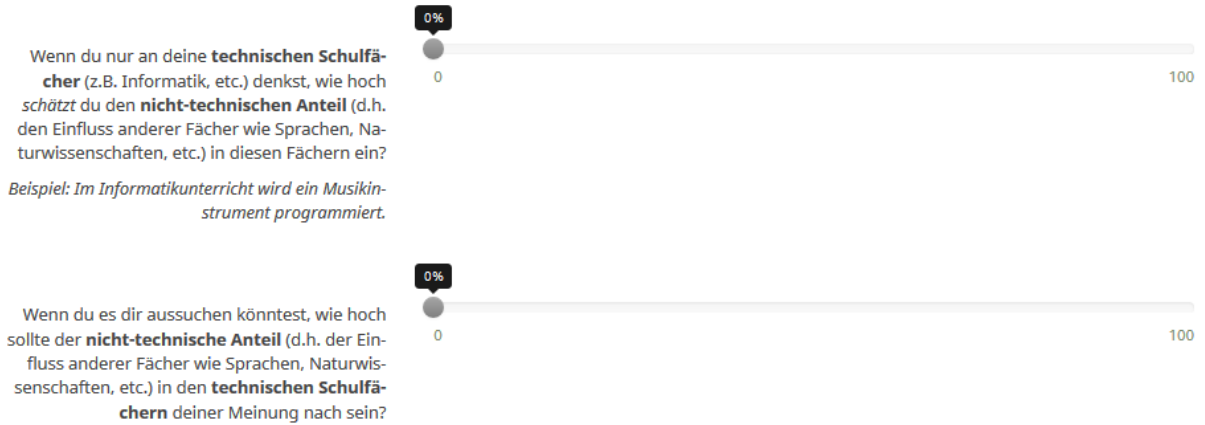 0%
Wenn du nur an deine technischen Schulfä-
cher (z.B. Informatik, etc.) denkst, wie hoch
schätzt du den nicht-technischen Anteil (d.h.
den Einfluss anderer Fächer wie Sprachen, Na-
turwissenschaften, etc.) in diesen Fächern ein?
Beispiel: Im Informatikunterricht wird ein Musikin-
strument programmiert.
0
100
0%
Wenn du es dir aussuchen könntest, wie hoch
sollte der nicht-technische Anteil (d.h. der Ein-
fluss anderer Fächer wie Sprachen, Naturwis-
senschaften, etc.) in den technischen Schulfä-
chern deiner Meinung nach sein?
0
100